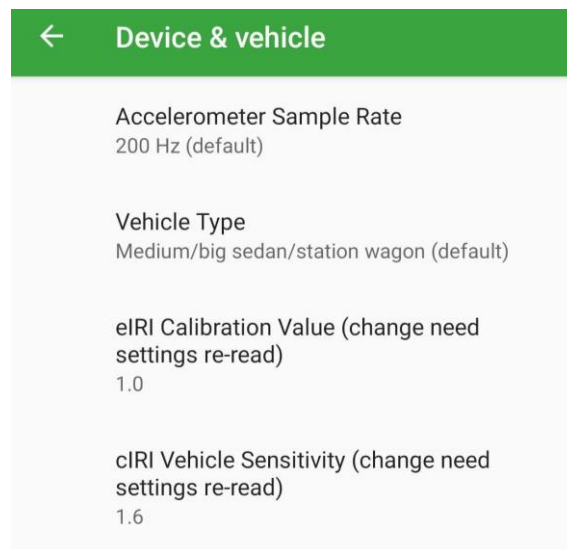 Device & vehicle
Accelerometer Sample Rate
200 Hz (default)
Vehicle Type
Medium/big sedan/station wagon (default)
eIRI Calibration Value (change need
settings re-read)
1.0
cIRI Vehicle Sensitivity (change need
settings re-read)
1.6